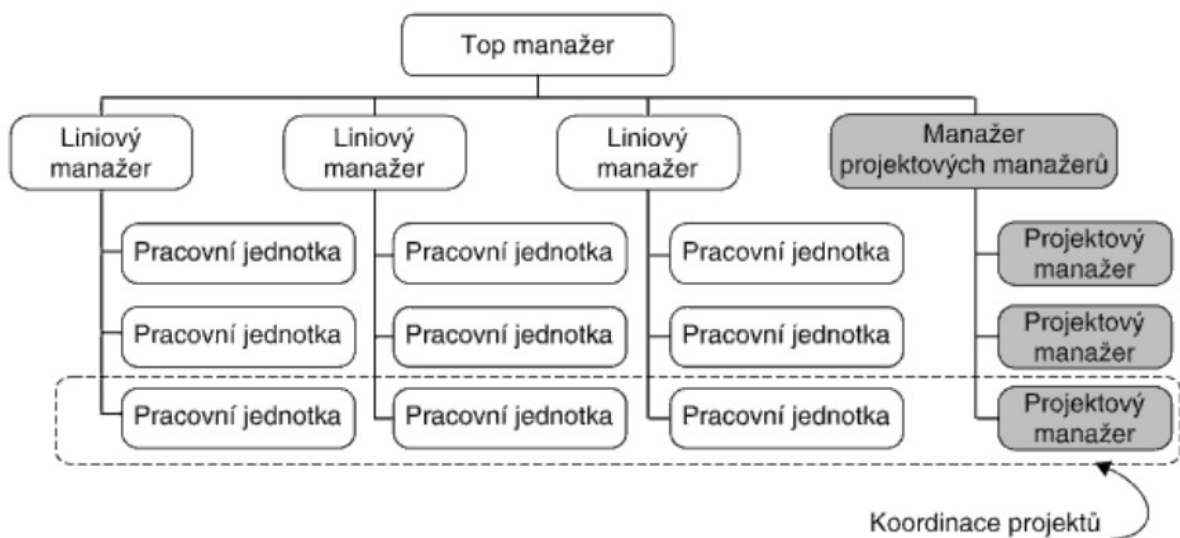 Top manažer
Liniový
manažer
Liniový
manažer
Liniový
manažer
Manažer
projektových manažerů
Pracovní jednotka
Pracovní jednotka
Pracovní jednotka
Projektový
manažer
Pracovní jednotka
Pracovní jednotka
Pracovní jednotka
Projektový
manažer
Pracovní jednotka
Pracovní jednotka
Pracovní jednotka
Projektový
manažer
Koordinace projektů